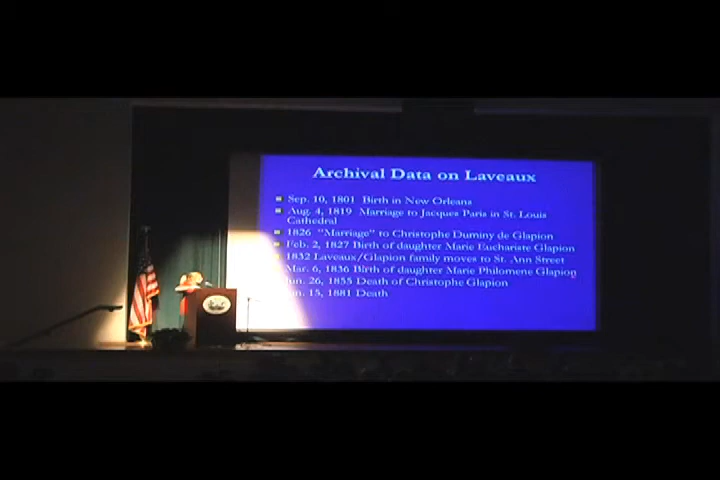 Archival Data on Laveaux
Sep. 10, 1801 Birth in New Orleans
Aug. 4, 1819 Marriage to Jacques Paris in St. Louis
Cathedral
1826 "Marriage" to Christophe Duminy de Glapion
Feb. 2, 1827 Birth of daughter Marie Euchariste Glapion
1832 Laveaux/Glapion family moves to St. Ann Street
Mar. 6, 1836 Birth of daughter Marie Philomene Glapion
un. 26, 1855 Death of Christophe Glapion
un. 15, 1881 Death